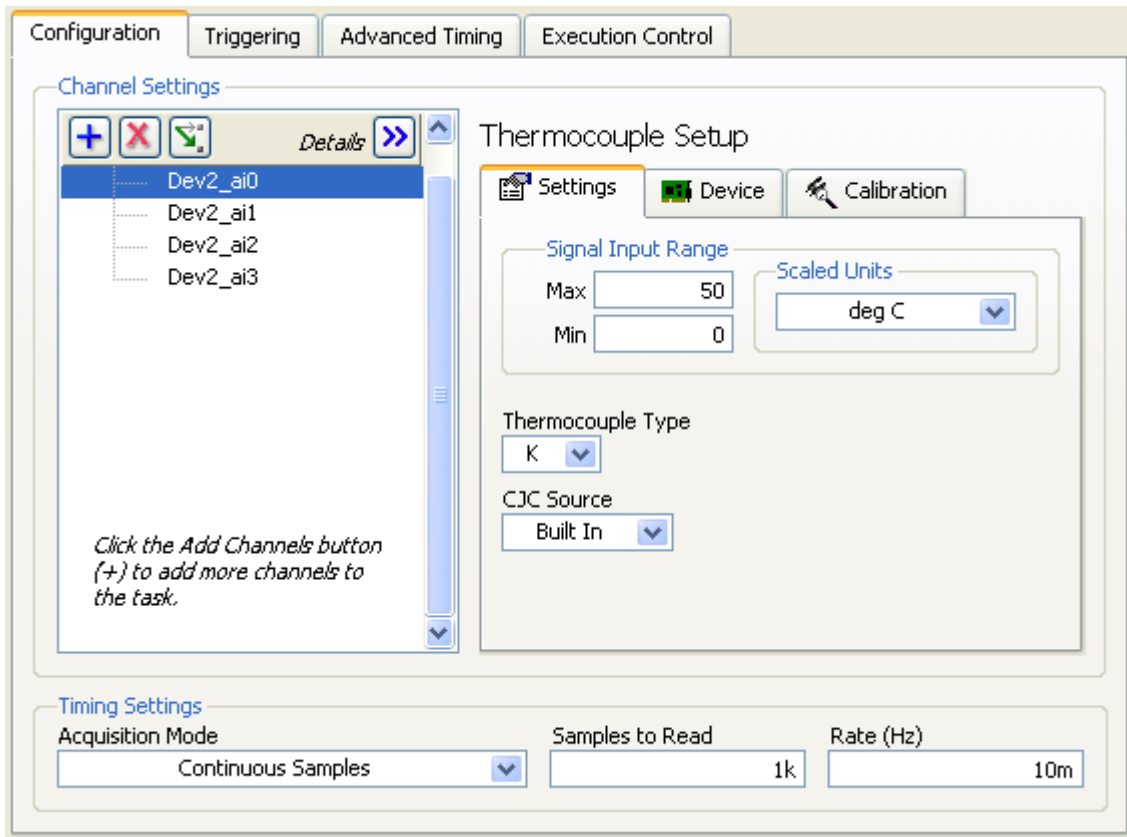 Configuration Triggering Advanced Timing Execution Control
Channel Settings
Details
Dev2_ai0
Dev2_ai1
Dev2_ai2
Dev2_ai3
Click the Add Channels button
(+) to add more channels to
the task.
Thermocouple Setup
Settings Device Calibration
Signal Input Range
Max 50
Min 0
Scaled Units
deg C
Thermocouple Type
K
CJC Source
Built In
Timing Settings
Acquisition Mode Samples to Read Rate (Hz)
Continuous Samples 1k 10m